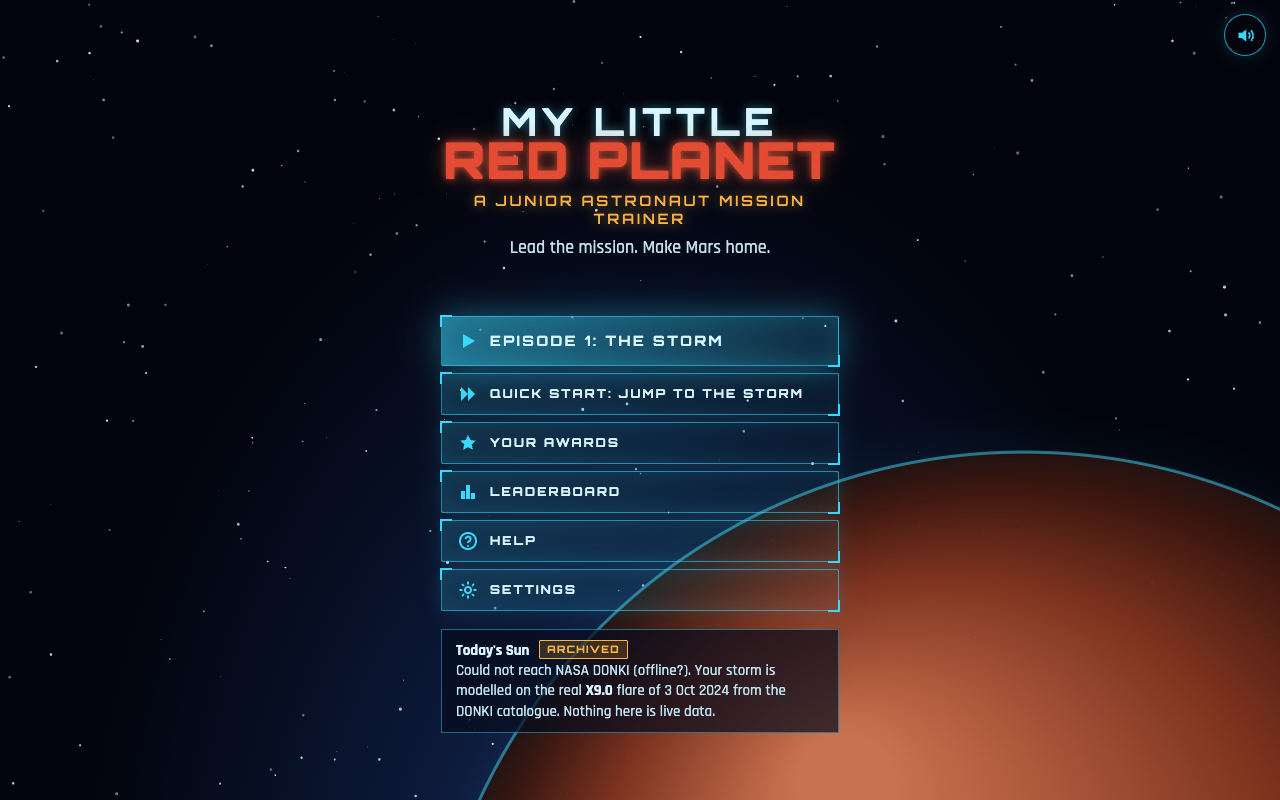 MY LITTLE
RED PLANET
A JUNIOR ASTRONAUT MISSION
TRAINER
Lead the mission. Make Mars home.
EPISODE 1: THE STORM
QUICK START: JUMP TO THE STORM
YOUR AWARDS
LEADERBOARD
HELP
SETTINGS
Today's Sun ARCHIVED
Could not reach NASA DONKI (offline?). Your storm is
modelled on the real X9.0 flare of 3 Oct 2024 from the
DONKI catalogue. Nothing here is live data.